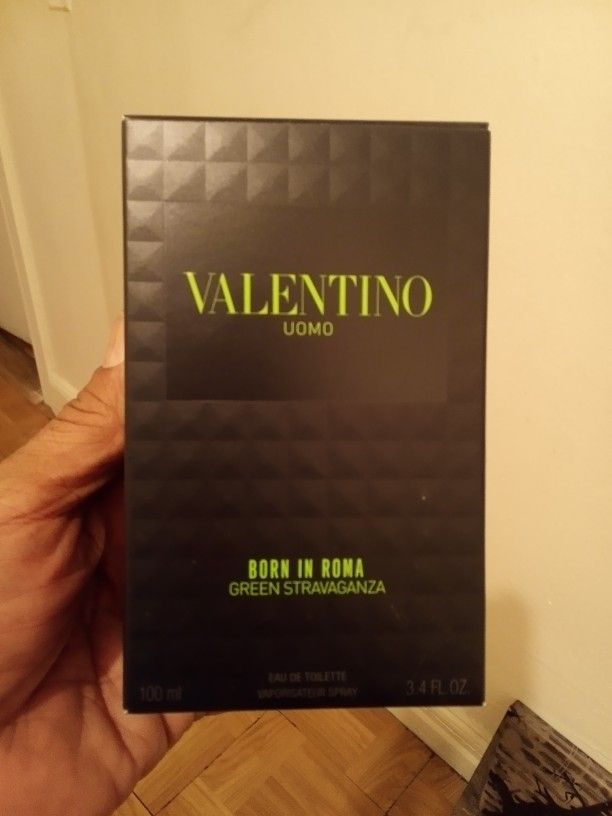 VALENTINO
UOMO
BORN IN ROMA
GREEN STRAVAGANZA
EAU DE TOILETTE
100 ml VAPORISATEUR SPRAY 3.4 FL.OZ.